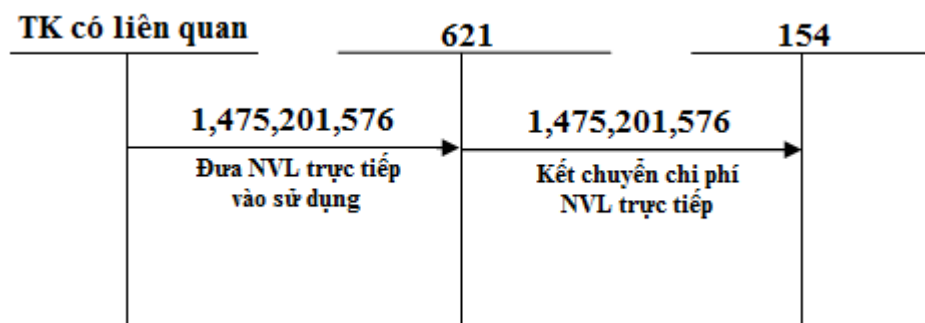 TK có liên quan
621
154
1,475,201,576
1,475,201,576
Đưa NVL trực tiếp
vào sử dụng
Kết chuyển chi phí
NVL trực tiếp